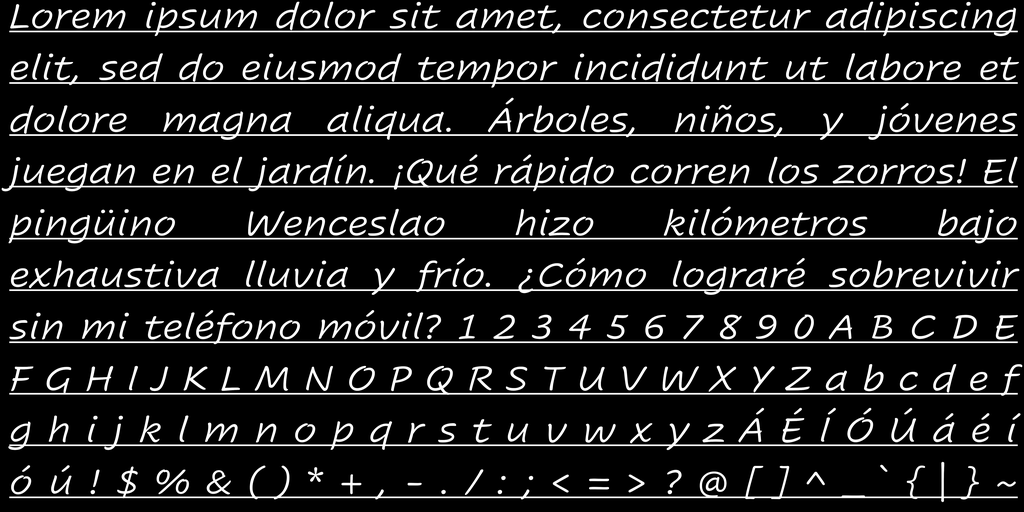 Lorem ipsum dolor sit amet, consectetur adipiscing
elit, sed do eiusmod tempor incididunt ut labore et
dolore magna aliqua. Árboles, niños, y jóvenes
juegan en el jardín. ¡Qué rápido corren los zorros! El
pingüino Wenceslao hizo kilómetros bajo
exhaustiva lluvia y frío. ¿Cómo lograré sobrevivir
sin mi teléfono móvil? 1 2 3 4 5 6 7 8 9 0 A B C D E
F G H I J K L M N O P Q R S T U V W X Y Z a b c d e f
g h i j k l m n o p q r s t u v w x y z Á É Í Ó Ú á é í
ó ú ! $ % & ( ) * + , - . / : ; < = > ? @ [ ] ^ _ ` { | } ~